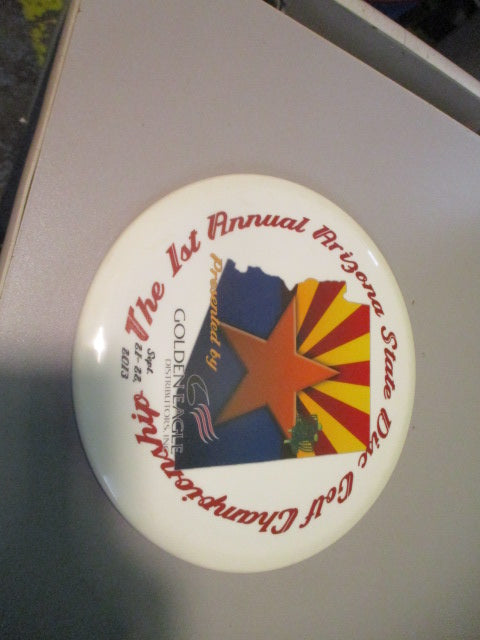 The 1st Annual Arizona State Disc Golf Championship
Presented by
GOLDEN EAGLE
DISTRIBUTORS, INC.
Sept.
21-22,
2013